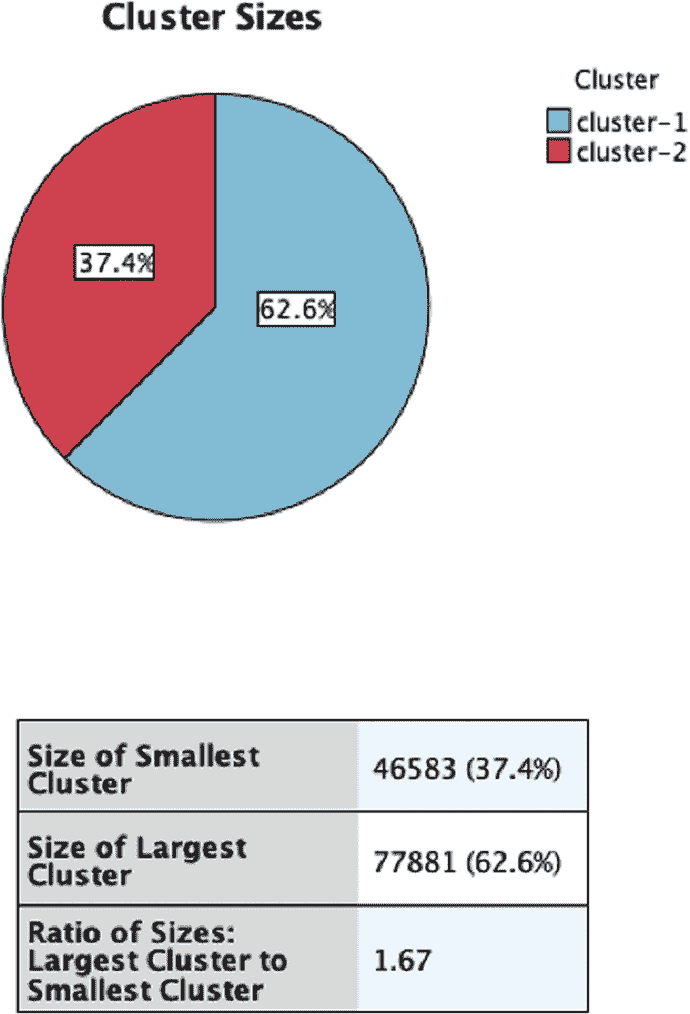 Cluster Sizes
Cluster
cluster-1
cluster-2
37.4%
62.6%
Size of Smallest
Cluster
46583 (37.4%)
Size of Largest
Cluster
77881 (62.6%)
Ratio of Sizes:
Largest Cluster to
Smallest Cluster
1.67